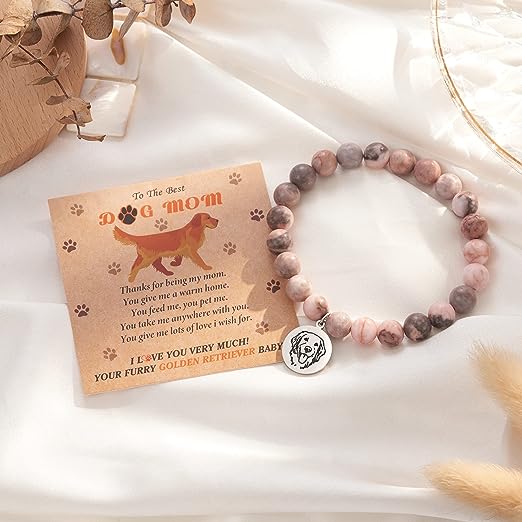 To The Best
DOG MOM
Thanks for being my mom.
You give me a warm home.
You feed me, you pet me.
You take me anywhere with you.
You give me lots of love i wish for.
I LOVE YOU VERY MUCH!
YOUR FURRY GOLDEN RETRIEVER BABY